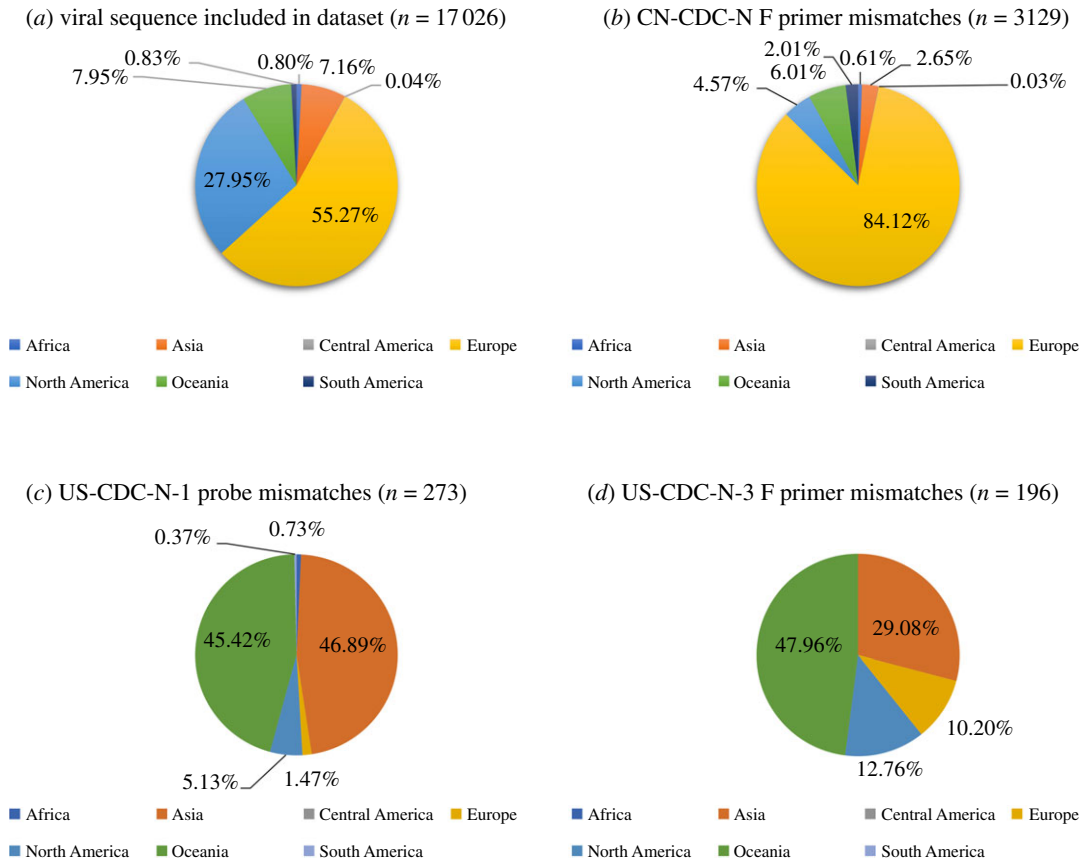 (a) viral sequence included in dataset (n = 17 026)
0.83%
0.80%
7.16%
7.95%
0.04%
27.95%
55.27%
Africa Asia Central America Europe
North America Oceania South America
(b) CN-CDC-N F primer mismatches (n = 3129)
2.01%
0.61%
2.65%
4.57%
6.01%
0.03%
84.12%
Africa Asia Central America Europe
North America Oceania South America
(c) US-CDC-N-1 probe mismatches (n = 273)
0.73%
0.37%
45.42%
46.89%
5.13%
1.47%
Africa Asia Central America Europe
North America Oceania South America
(d) US-CDC-N-3 F primer mismatches (n = 196)
29.08%
47.96%
10.20%
12.76%
Africa Asia Central America Europe
North America Oceania South America